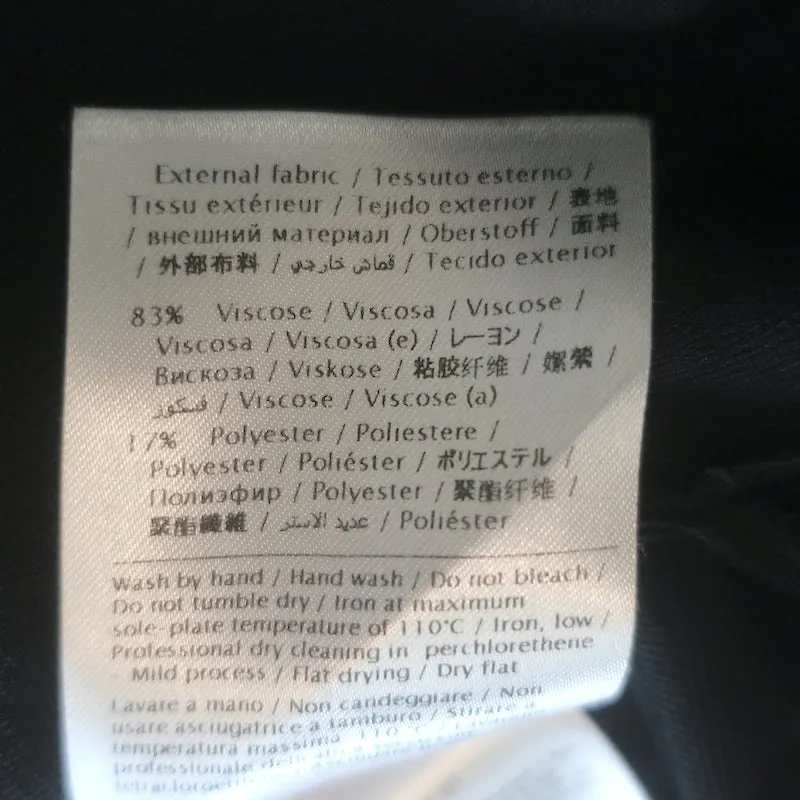 External fabric / Tessuto esterno /
Tissu extérieur / Tejido exterior / 表地
/ внешний материал / Oberstoff / 面料
/ 外部布料 / قماش خارجي / Tecido exterior
83% Viscose / Viscosa / Viscose /
Viscosa / Viscosa (e) / レーヨン /
Вискоза / Viskose / 粘胶纤维 / 嫘縈 /
فسكوز / Viscose / Viscose (a)
17% Polyester / Poliestere /
Polyester / Poliéster / ポリエステル /
Полиэфир / Polyester / 聚酯纤维 /
聚酯纖維 / عديد الاستر / Poliéster
Wash by hand / Hand wash / Do not bleach /
Do not tumble dry / Iron at maximum
sole-plate temperature of 110°C / Iron, low /
Professional dry cleaning in perchlorethene
- Mild process / Flat drying / Dry flat
Lavare a mano / Non candeggiare / Non
usare asciugatrice a tamburo / Stirare a
temperatura massima 110°C /
professionale delicata a